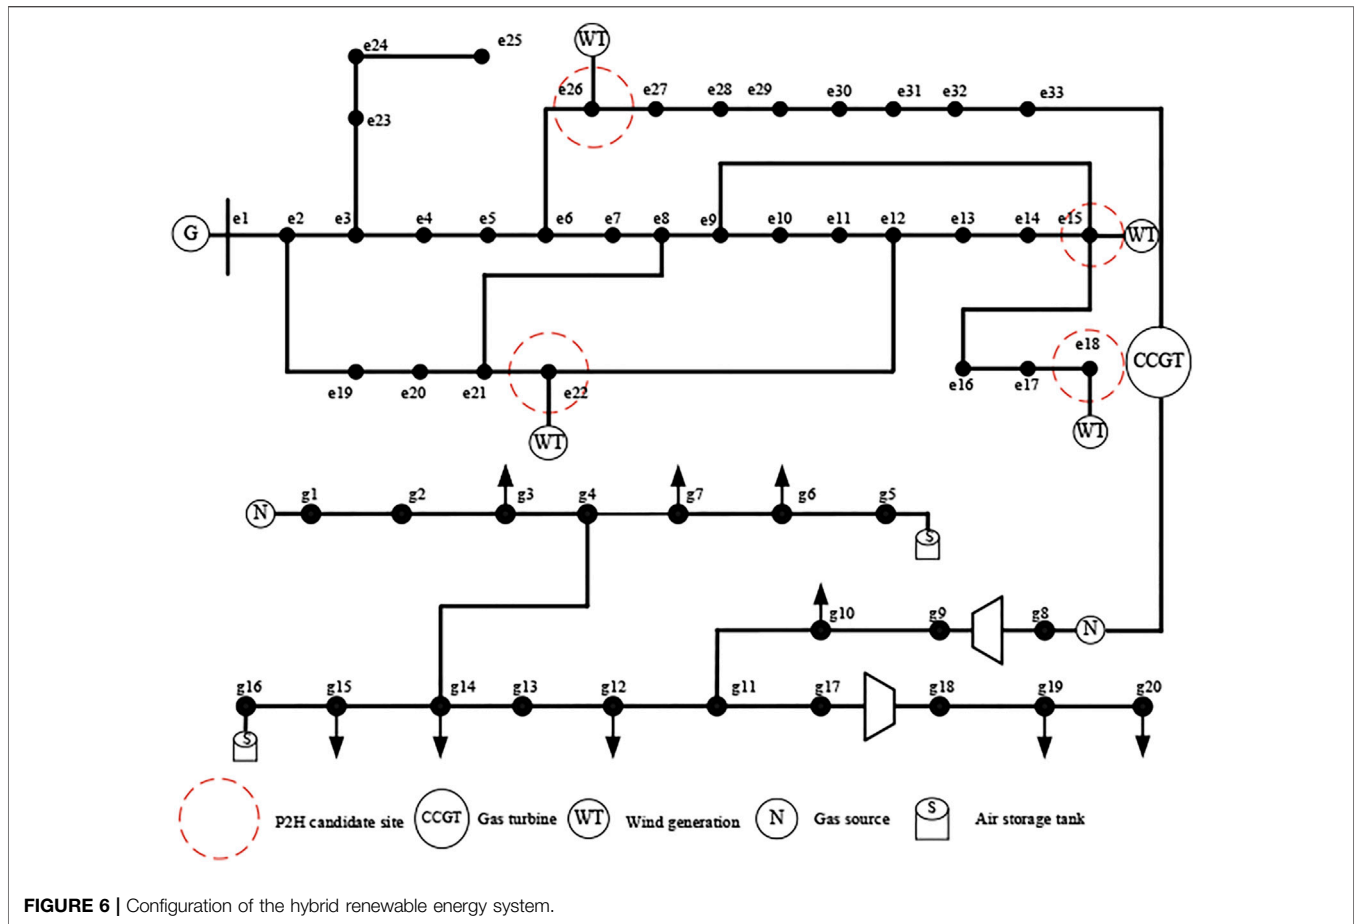 e24
e25
WT
e26
e27
e28
e29
e30
e31
e32
e33
e23
G
e1
e2
e3
e4
e5
e6
e7
e8
e9
e10
e11
e12
e13
e14
e15
WT
e18
CCGT
e16
e17
e19
e20
e21
e22
WT
WT
N
g1
g2
g3
g4
g7
g6
g5
S
g10
g9
g8
N
g16
g15
g14
g13
g12
g11
g17
g18
g19
g20
S
P2H candidate site
CCGT
Gas turbine
WT
Wind generation
N
Gas source
S
Air storage tank
FIGURE 6 | Configuration of the hybrid renewable energy system.